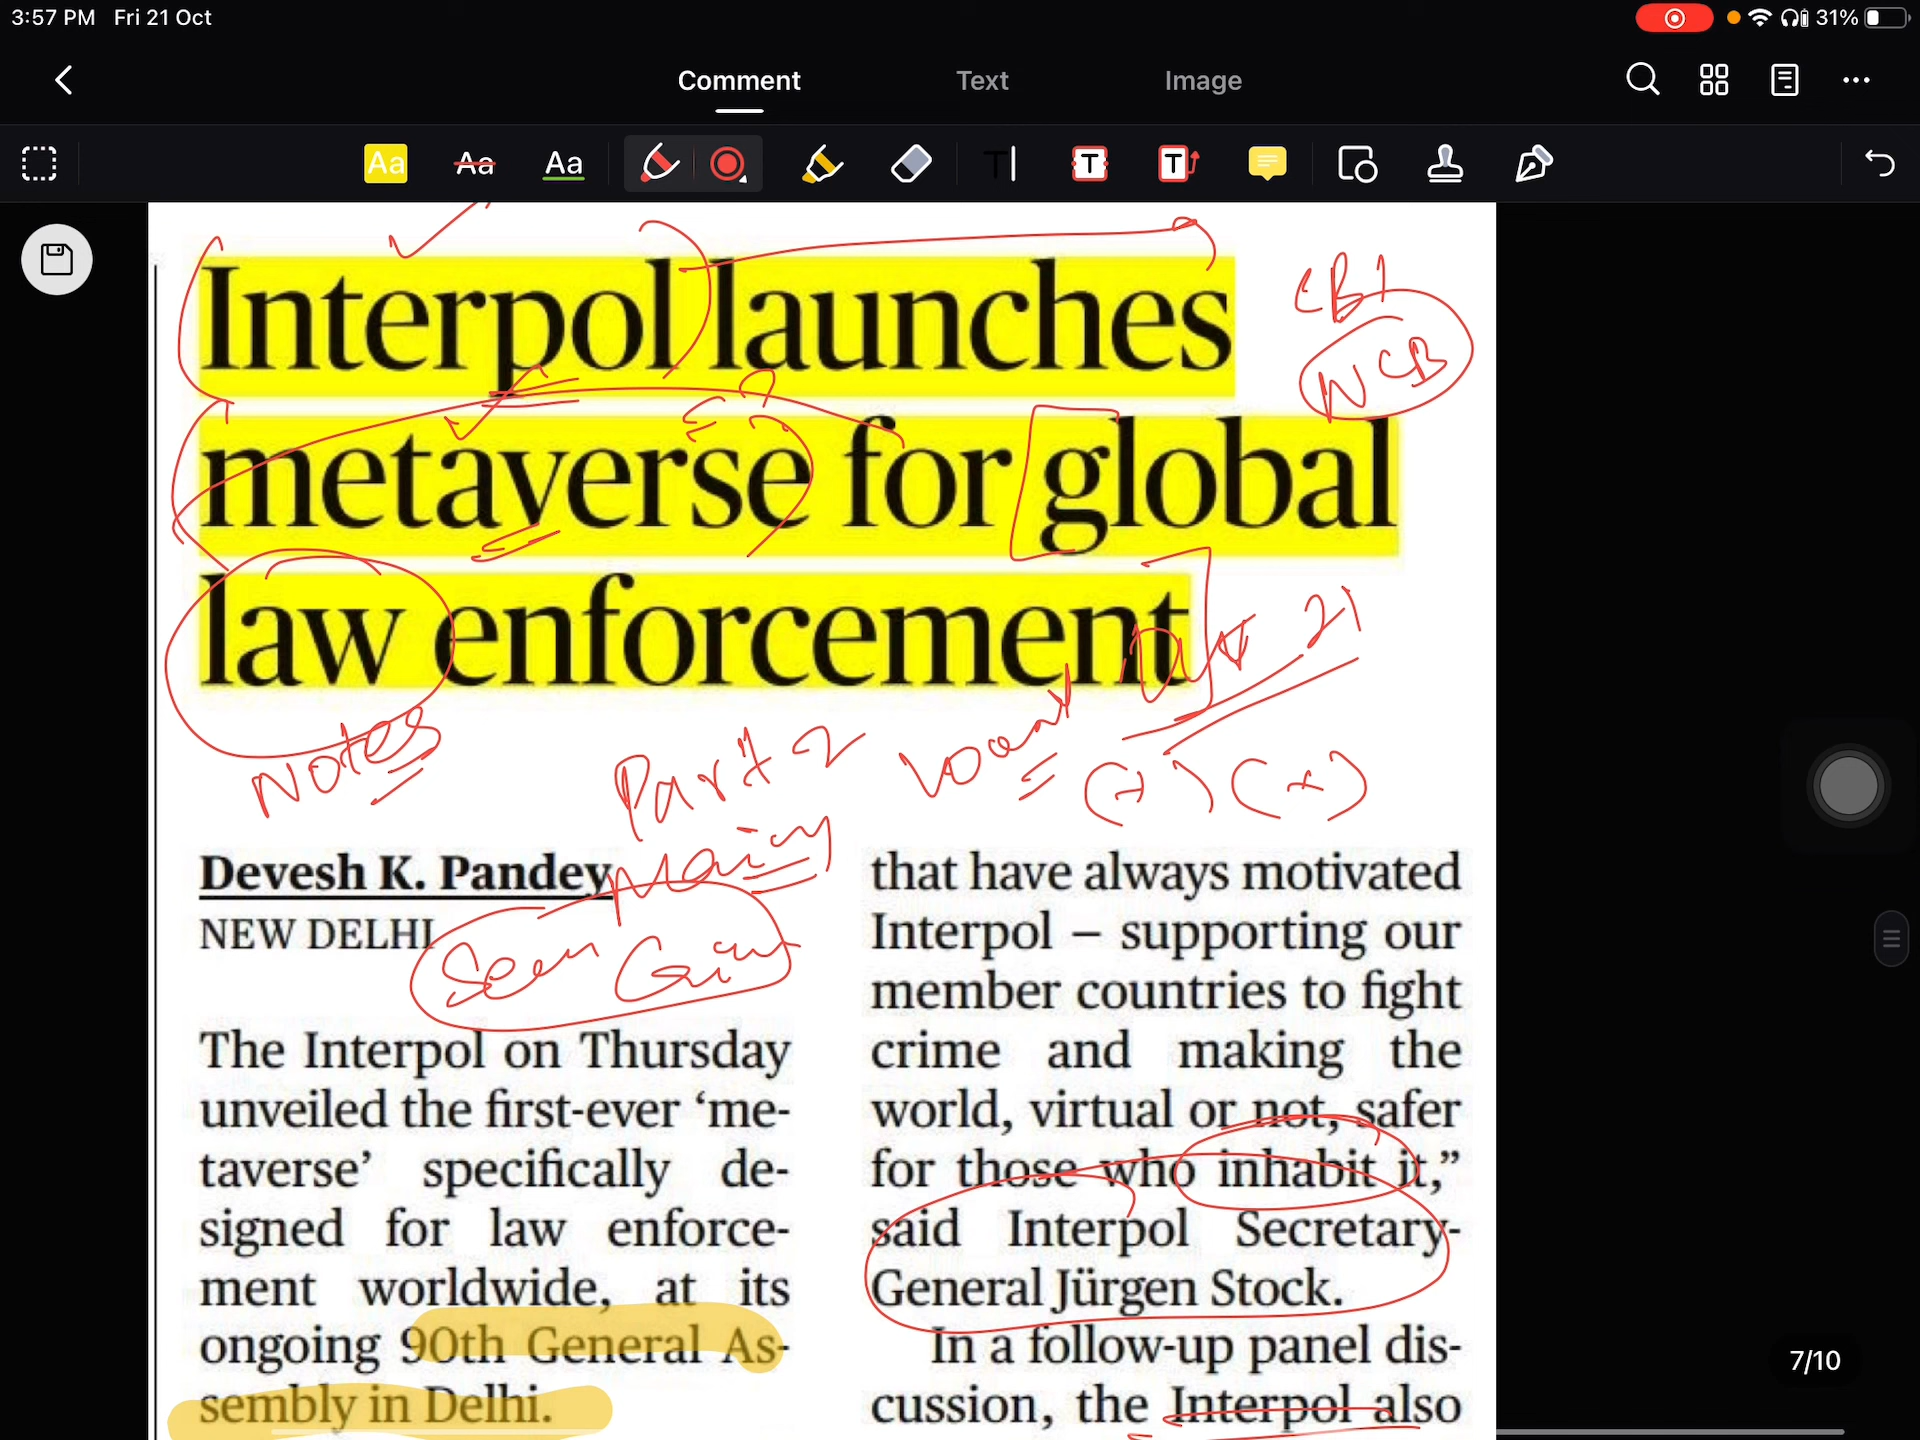 3:57 PM Fri 21 Oct
31%
Comment Text Image
Aa Aa Aa T T T
Interpol launches
metaverse for global
law enforcement
CBI
NCB
21
Notes
Part 2
(+) (+)
Devesh K. Pandey
NEW DELHI
The Interpol on Thursday
unveiled the first-ever ‘me-
taverse’ specifically de-
signed for law enforce-
ment worldwide, at its
ongoing 90th General As-
sembly in Delhi.
that have always motivated
Interpol – supporting our
member countries to fight
crime and making the
world, virtual or not, safer
for those who inhabit it,”
said Interpol Secretary-
General Jürgen Stock.
In a follow-up panel dis-
cussion, the Interpol also
7/10